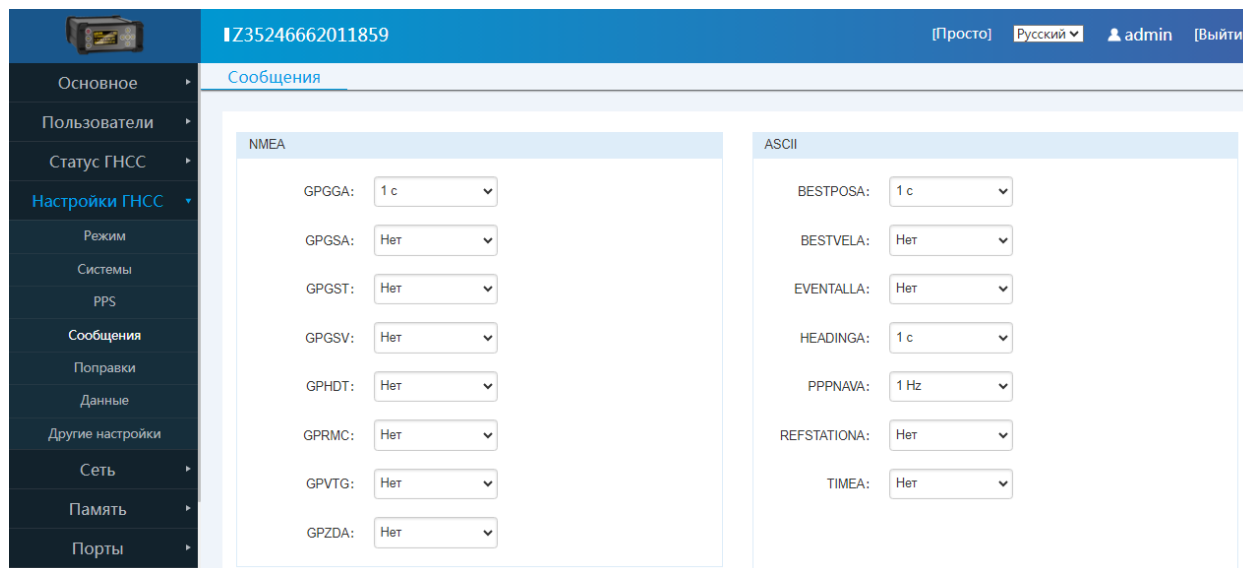 IZ35246662011859
[Просто]
Русский
admin
[Выйти
Основное
Пользователи
Статус ГНСС
Настройки ГНСС
Режим
Системы
PPS
Сообщения
Поправки
Данные
Другие настройки
Сеть
Память
Порты
Сообщения
NMEA
GPGGA: 1 с
GPGSA: Нет
GPGST: Нет
GPGSV: Нет
GPHDT: Нет
GPRMC: Нет
GPVTG: Нет
GPZDA: Нет
ASCII
BESTPOSA: 1 с
BESTVELA: Нет
EVENTALLA: Нет
HEADINGA: 1 с
PPPNAVA: 1 Hz
REFSTATIONA: Нет
TIMEA: Нет